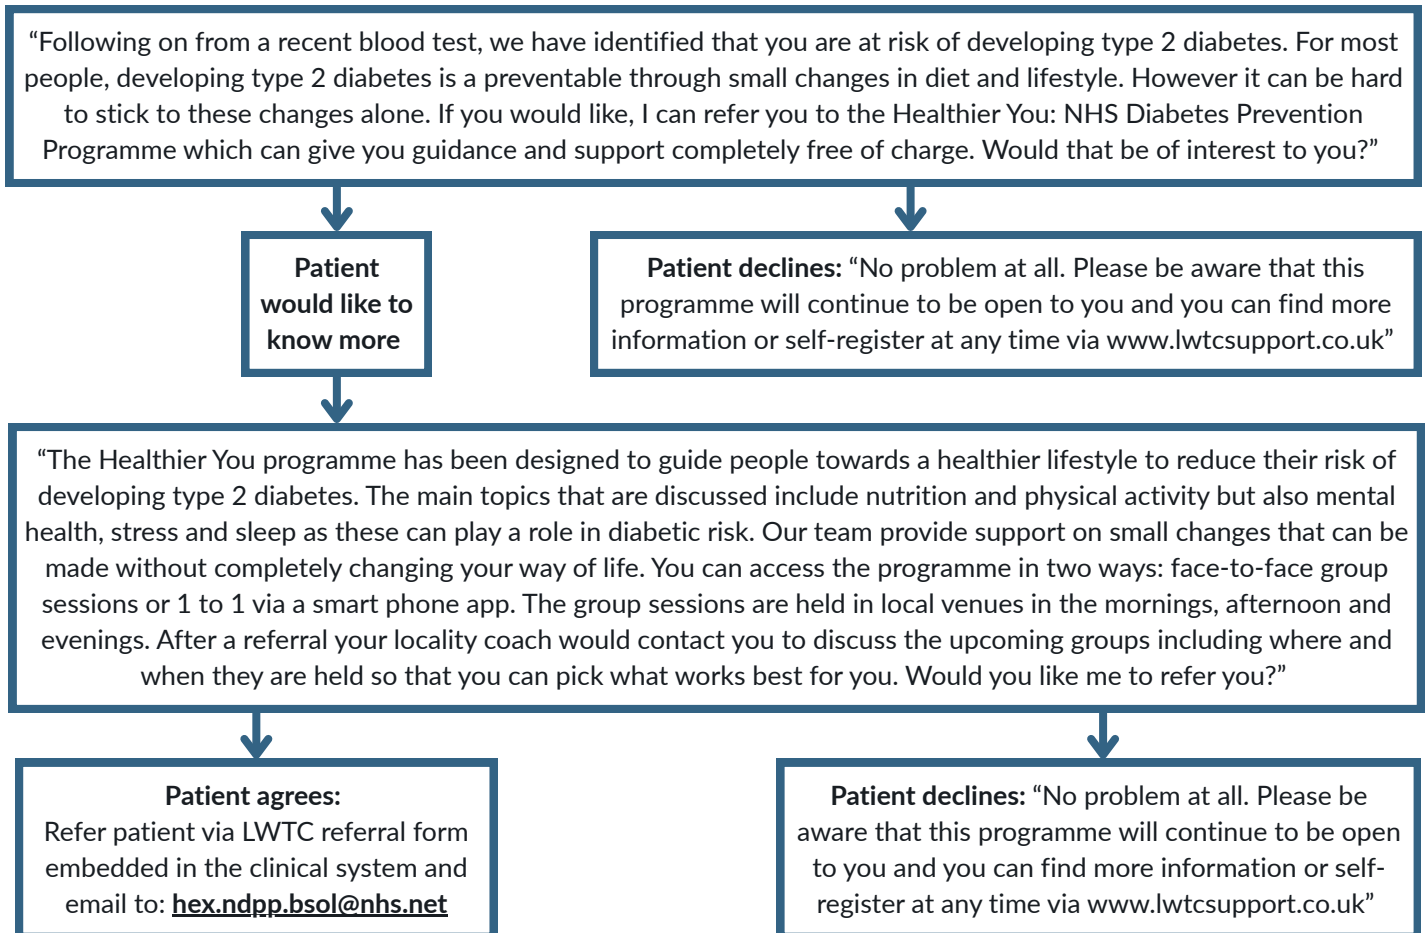 “Following on from a recent blood test, we have identified that you are at risk of developing type 2 diabetes. For most
people, developing type 2 diabetes is a preventable through small changes in diet and lifestyle. However it can be hard
to stick to these changes alone. If you would like, I can refer you to the Healthier You: NHS Diabetes Prevention
Programme which can give you guidance and support completely free of charge. Would that be of interest to you?”
Patient
would like to
know more
Patient declines: “No problem at all. Please be aware that this
programme will continue to be open to you and you can find more
information or self-register at any time via www.lwtcsupport.co.uk”
“The Healthier You programme has been designed to guide people towards a healthier lifestyle to reduce their risk of
developing type 2 diabetes. The main topics that are discussed include nutrition and physical activity but also mental
health, stress and sleep as these can play a role in diabetic risk. Our team provide support on small changes that can be
made without completely changing your way of life. You can access the programme in two ways: face-to-face group
sessions or 1 to 1 via a smart phone app. The group sessions are held in local venues in the mornings, afternoon and
evenings. After a referral your locality coach would contact you to discuss the upcoming groups including where and
when they are held so that you can pick what works best for you. Would you like me to refer you?”
Patient agrees:
Refer patient via LWTC referral form
embedded in the clinical system and
email to: hex.ndpp.bsol@nhs.net
Patient declines: “No problem at all. Please be
aware that this programme will continue to be open
to you and you can find more information or self-
register at any time via www.lwtcsupport.co.uk”